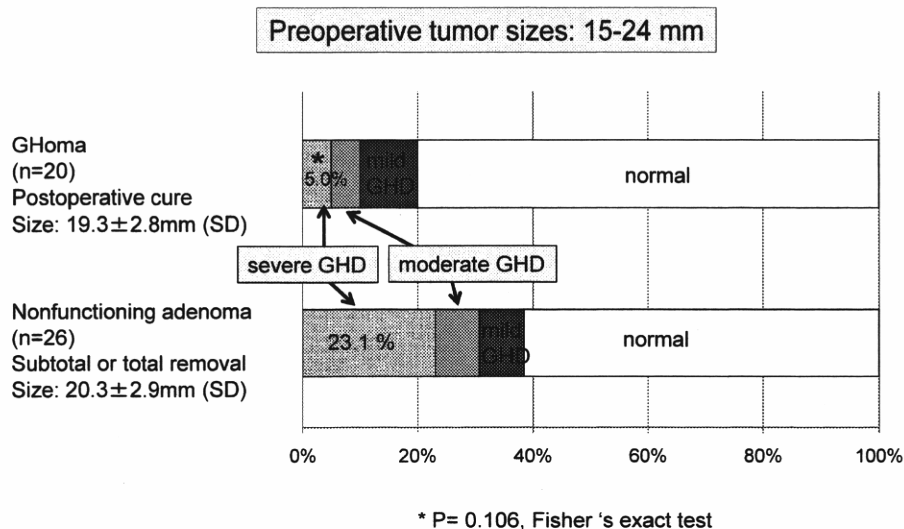 Preoperative tumor sizes: 15-24 mm
GHoma
(n=20)
Postoperative cure
Size: 19.3±2.8mm (SD)
*
5.0%
mild
GHD
normal
severe GHD
moderate GHD
Nonfunctioning adenoma
(n=26)
Subtotal or total removal
Size: 20.3±2.9mm (SD)
23.1 %
mild
GHD
normal
0% 20% 40% 60% 80% 100%
* P= 0.106, Fisher ‘s exact test